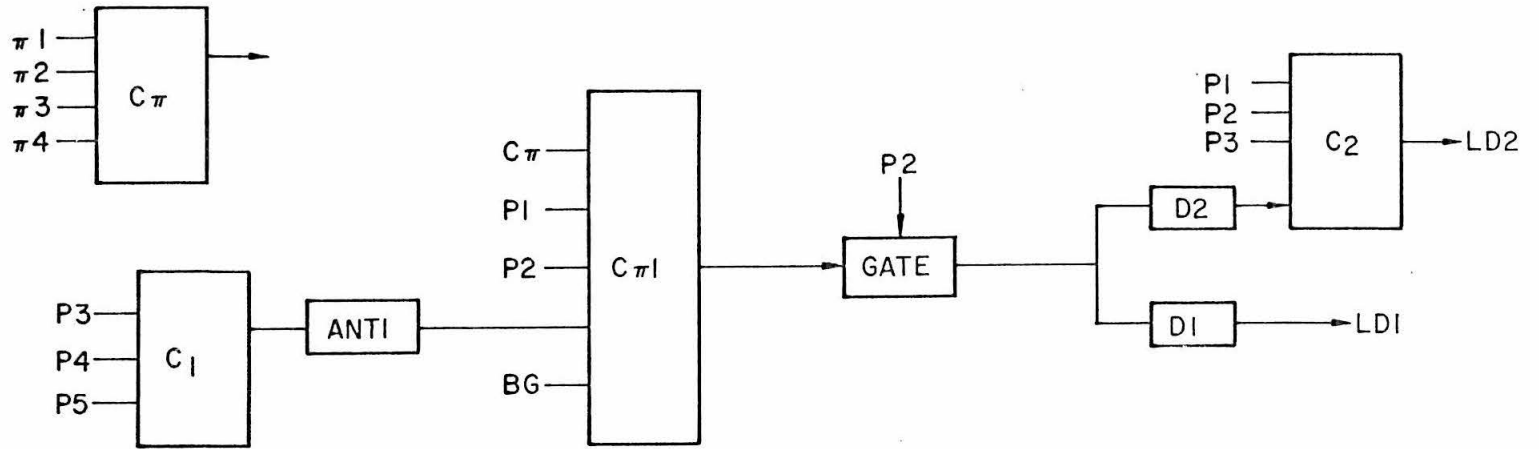 π1
π2
π3
π4
Cπ
P3
P4
P5
C1
ANTI
Cπ
P1
P2
BG
Cπ1
P2
GATE
D2
D1
LD1
P1
P2
P3
C2
LD2